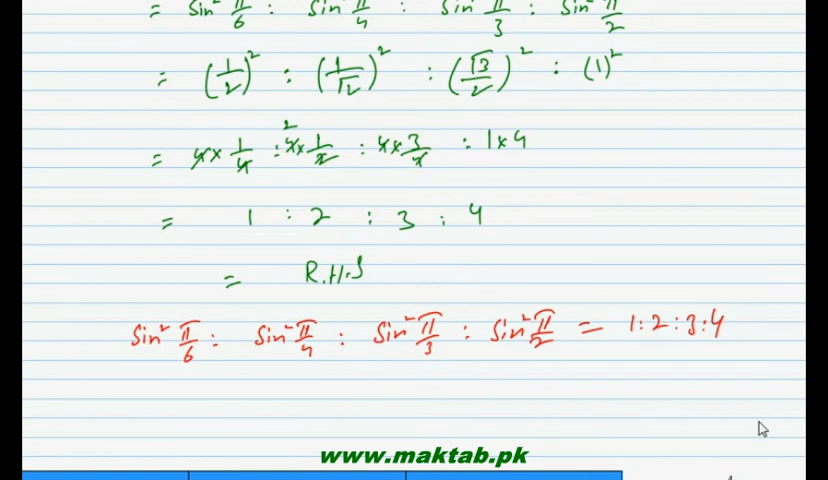 = Sin² π/6 : Sin² π/4 : Sin² π/3 : Sin² π/2
= (1/2)² : (1/√2)² : (√3/2)² : (1)²
= 4 × 1/4 : 4 × 1/2 2 : 4 × 3/4 : 1 × 4
= 1 : 2 : 3 : 4
= R.H.S
Sin² π/6 : Sin² π/4 : Sin² π/3 : Sin² π/2 = 1:2:3:4
www.maktab.pk